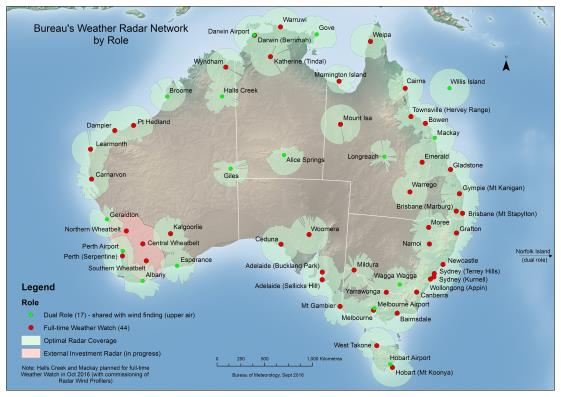 Bureau's Weather Radar Network
by Role
Warruwi
Darwin Airport
Gove
Darwin (Berrimah)
Weipa
Katherine (Tindal)
Wyndham
Mornington Island
Broome
Halls Creek
Cairns
Willis Island
N
Townsville (Hervey Range)
Bowen
Dampier
Pt Hedland
Mount Isa
Mackay
Learmonth
Alice Springs
Longreach
Emerald
Gladstone
Giles
Carnarvon
Warrego
Gympie (Mt Kanigan)
Brisbane (Marburg)
Brisbane (Mt Stapylton)
Geraldton
Northern Wheatbelt
Kalgoorlie
Moree
Grafton
Woomera
Ceduna
Namoi
Central Wheatbelt
Perth Airport
Perth (Serpentine)
Norfolk Island
(dual role)
Esperance
Southern Wheatbelt
Adelaide (Buckland Park)
Mildura
Newcastle
Albany
Wagga Wagga
Sydney (Terrey Hills)
Sydney (Kurnell)
Adelaide (Sellicks Hill)
Wollongong (Appin)
Yarrawonga
Canberra
Mt Gambier
Melbourne Airport
Melbourne
Bairnsdale
West Takone
Hobart Airport
Hobart (Mt Koonya)
Legend
Role
Dual Role (17) - shared with wind finding (upper air)
Full-time Weather Watch (44)
Optimal Radar Coverage
External Investment Radar (in progress)
Note: Halls Creek and Mackay planned for full-time
Weather Watch in Oct 2016 (with commissioning of
Radar Wind Profilers)
0 250 500 1,000 Kilometres
Bureau of Meteorology, Sept 2016